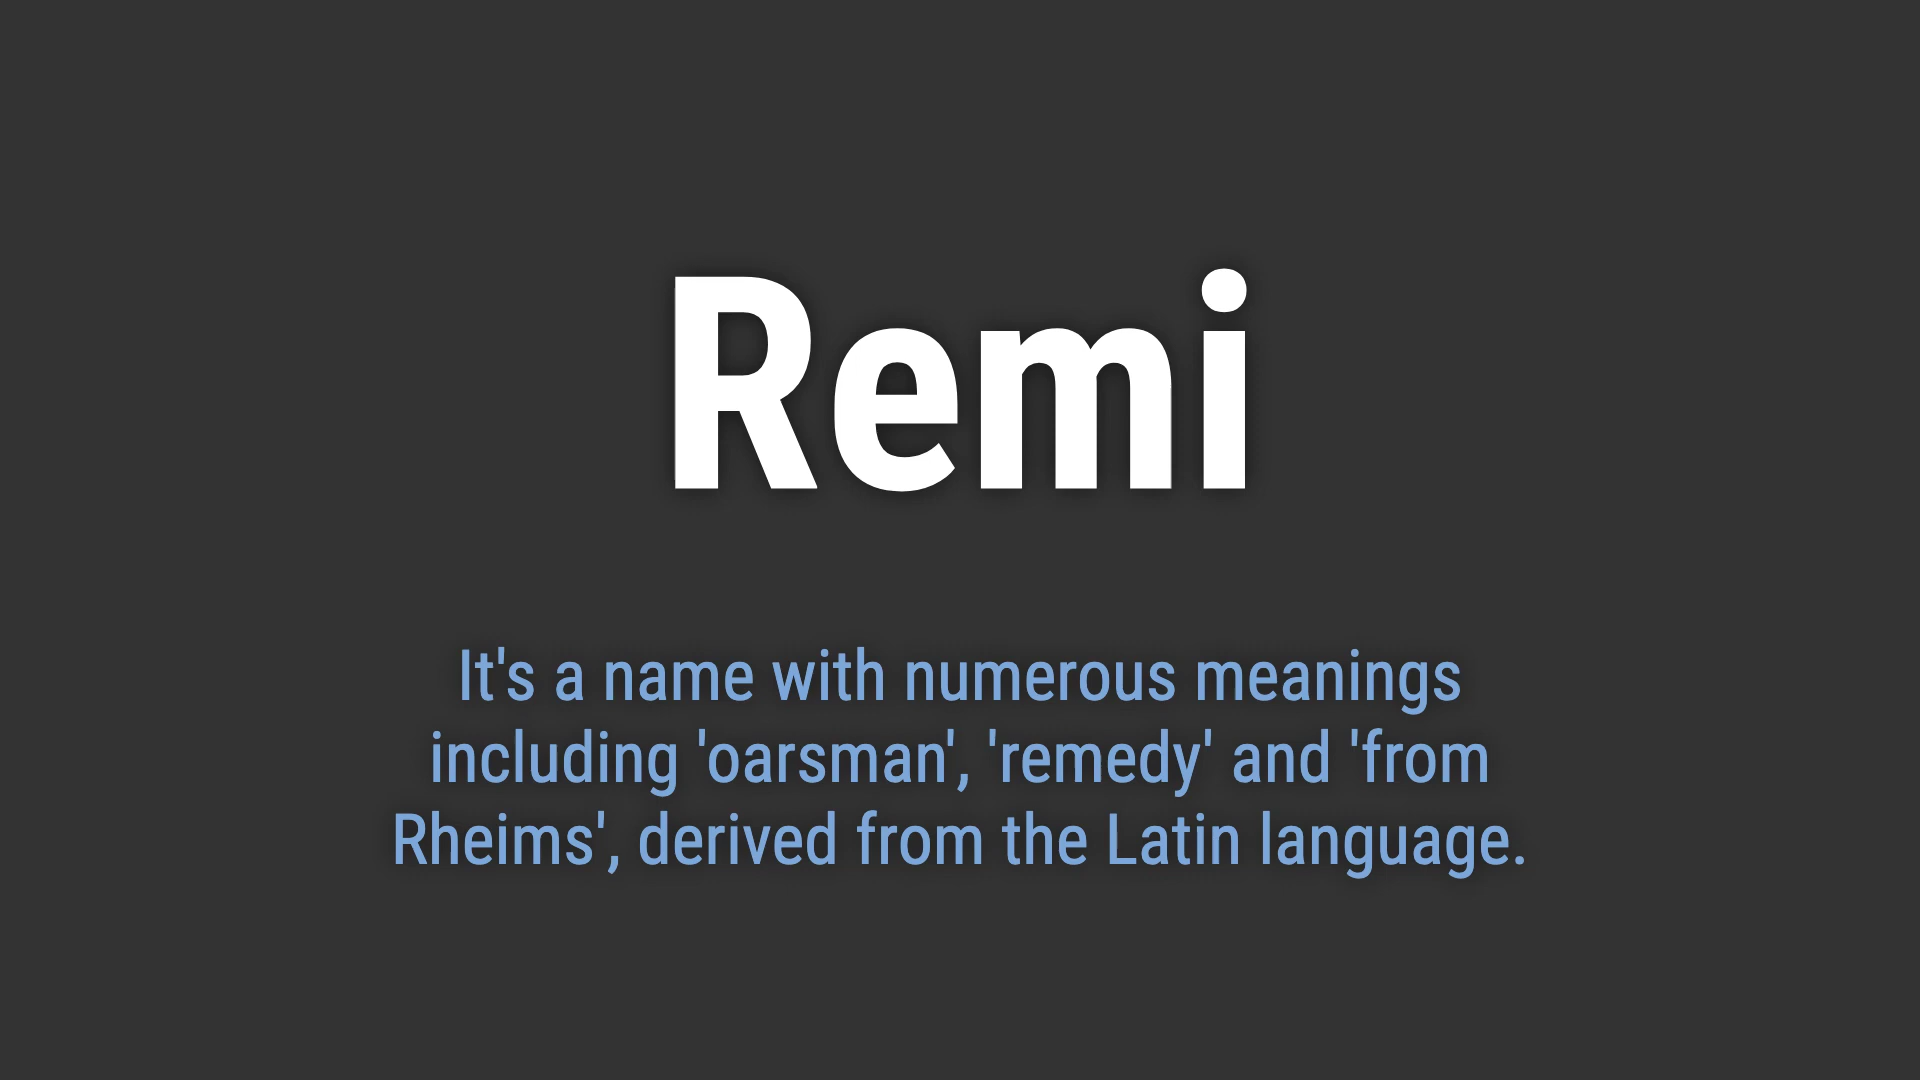 Remi
It's a name with numerous meanings
including 'oarsman', 'remedy' and 'from
Rheims', derived from the Latin language.